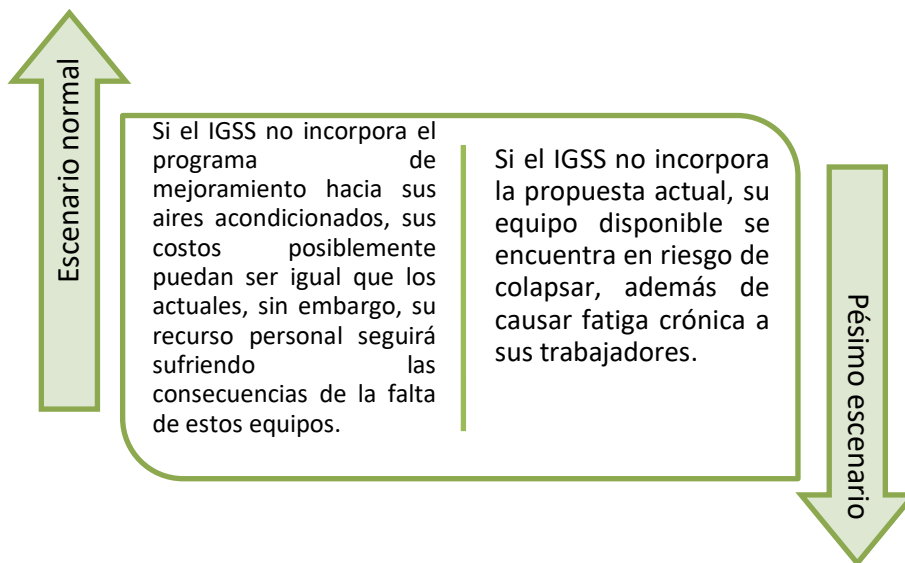 Escenario normal
Si el IGSS no incorpora el
programa de
mejoramiento hacia sus
aires acondicionados, sus
costos posiblemente
puedan ser igual que los
actuales, sin embargo, su
recurso personal seguirá
sufriendo las
consecuencias de la falta
de estos equipos.
Si el IGSS no incorpora
la propuesta actual, su
equipo disponible se
encuentra en riesgo de
colapsar, además de
causar fatiga crónica a
sus trabajadores.
Pésimo escenario